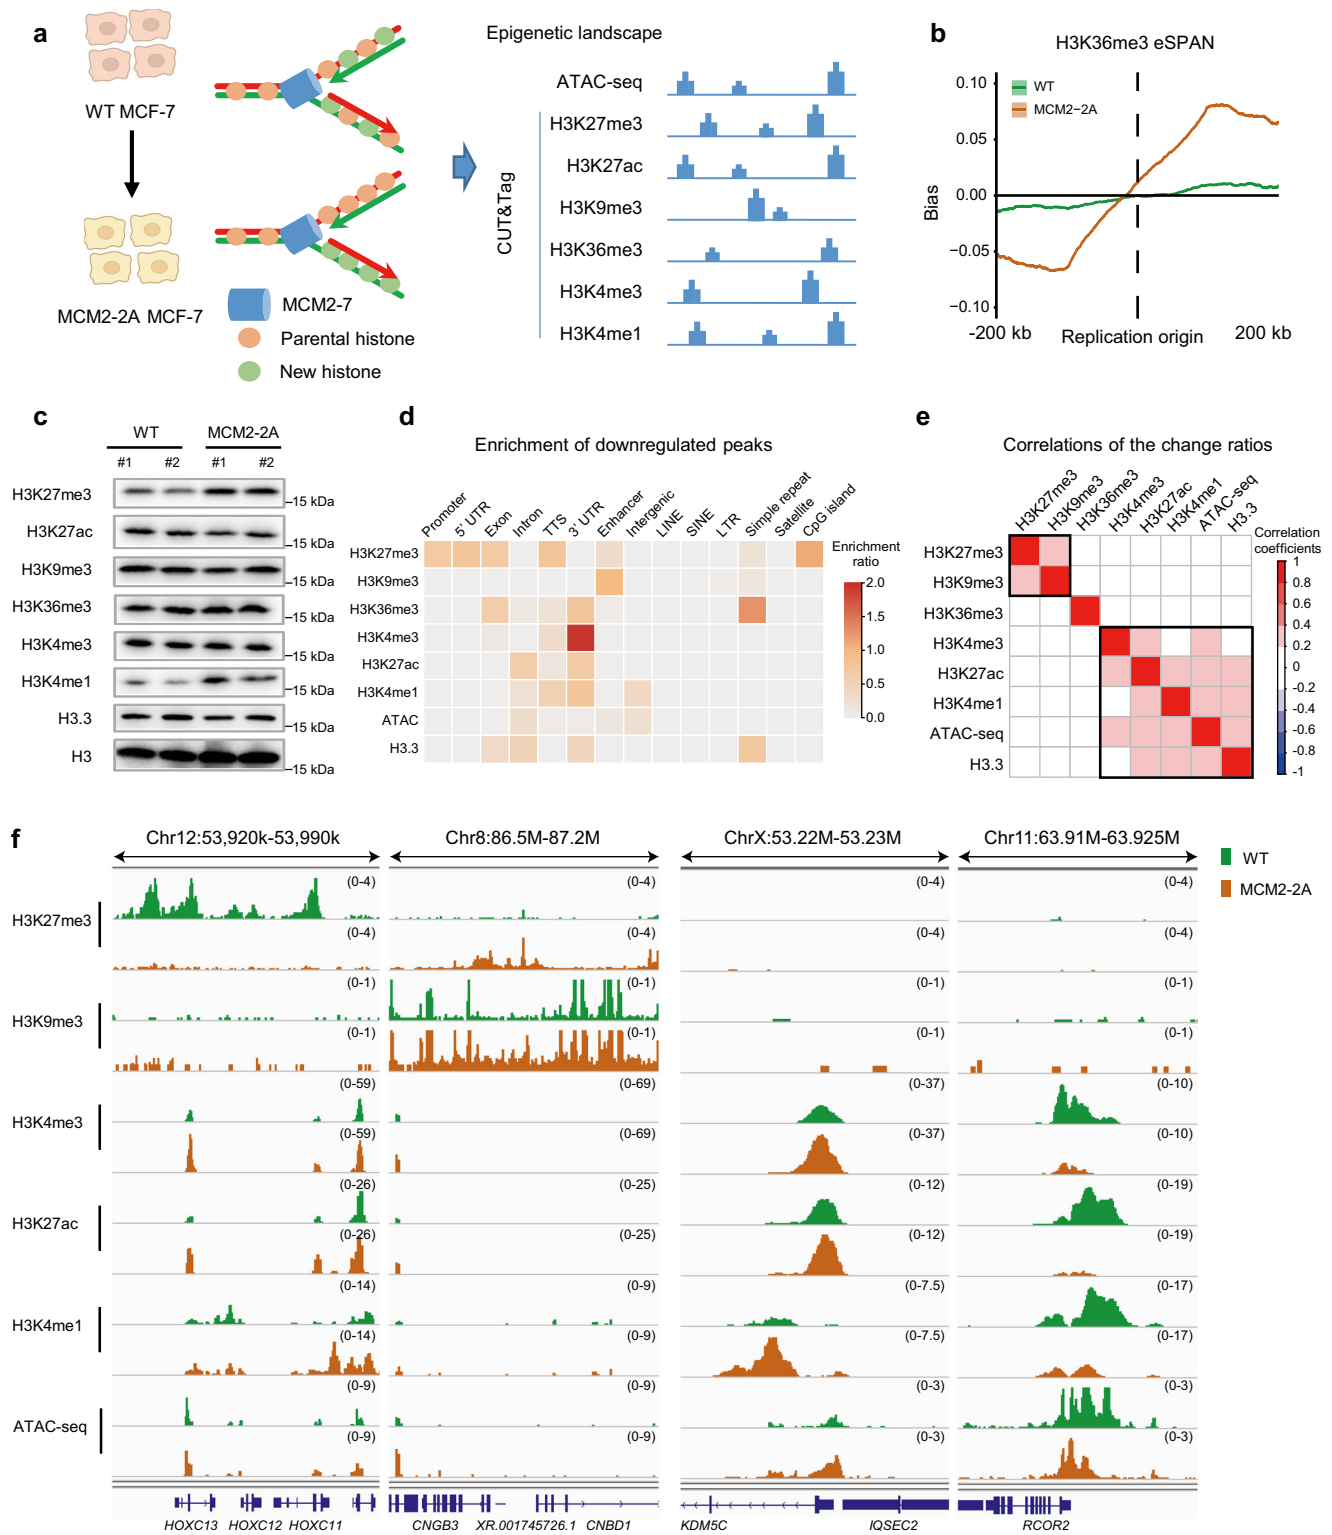 a
WT MCF-7
MCM2-2A MCF-7
MCM2-7
Parental histone
New histone
Epigenetic landscape
ATAC-seq
CUT&Tag
H3K27me3
H3K27ac
H3K9me3
H3K36me3
H3K4me3
H3K4me1
b
H3K36me3 eSPAN
WT
MCM2−2A
Bias
0.10
0.05
0.00
−0.05
−0.10
-200 kb
Replication origin
200 kb
c
WT
MCM2-2A
#1 #2 #1 #2
H3K27me3 15 kDa
H3K27ac 15 kDa
H3K9me3 15 kDa
H3K36me3 15 kDa
H3K4me3 15 kDa
H3K4me1 15 kDa
H3.3 15 kDa
H3 15 kDa
d
Enrichment of downregulated peaks
Promoter
5' UTR
Exon
Intron
TTS
3' UTR
Enhancer
Intergenic
LINE
SINE
LTR
Simple repeat
Satellite
CpG island
H3K27me3
H3K9me3
H3K36me3
H3K4me3
H3K27ac
H3K4me1
ATAC
H3.3
Enrichment
ratio
2.0
1.5
1.0
0.5
0.0
e
Correlations of the change ratios
H3K27me3
H3K9me3
H3K36me3
H3K4me3
H3K27ac
H3K4me1
ATAC-seq
H3.3
H3K27me3
H3K9me3
H3K36me3
H3K4me3
H3K27ac
H3K4me1
ATAC-seq
H3.3
Correlation
coefficients
1
0.8
0.6
0.4
0.2
0
-0.2
-0.4
-0.6
-0.8
-1
f
Chr12:53,920k-53,990k
Chr8:86.5M-87.2M
ChrX:53.22M-53.23M
Chr11:63.91M-63.925M
WT
MCM2-2A
H3K27me3
(0-4) (0-4) (0-4) (0-4)
(0-4) (0-4) (0-4) (0-4)
H3K9me3
(0-1) (0-1) (0-1) (0-1)
(0-1) (0-1) (0-1) (0-1)
H3K4me3
(0-59) (0-69) (0-37) (0-10)
(0-59) (0-69) (0-37) (0-10)
H3K27ac
(0-26) (0-25) (0-12) (0-19)
(0-26) (0-25) (0-12) (0-19)
H3K4me1
(0-14) (0-9) (0-7.5) (0-17)
(0-14) (0-9) (0-7.5) (0-17)
ATAC-seq
(0-9) (0-9) (0-3) (0-3)
(0-9) (0-9) (0-3) (0-3)
HOXC13 HOXC12 HOXC11
CNGB3 XR.001745726.1 CNBD1
KDM5C IQSEC2
RCOR2